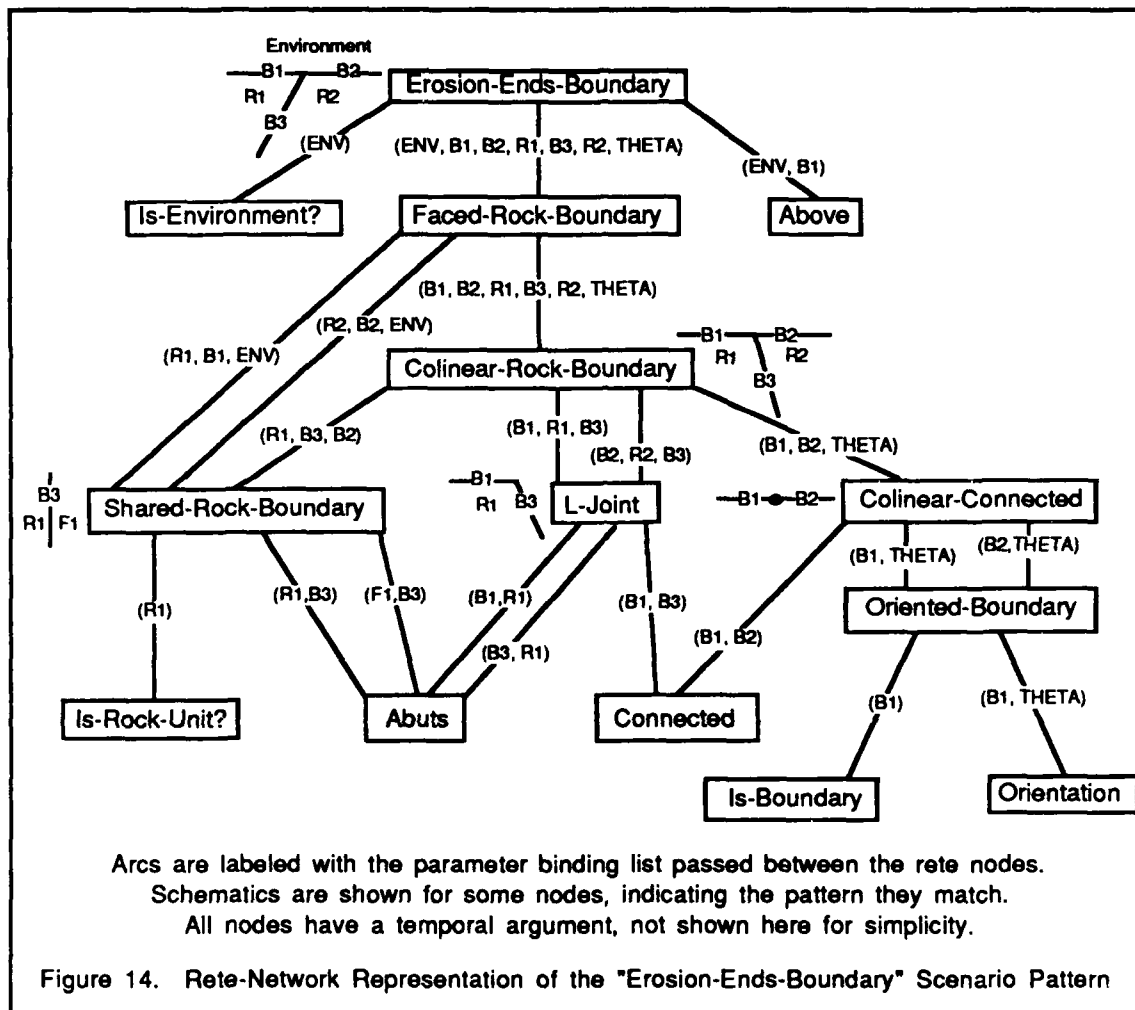 Environment
B1 B2
R1 R2
B3
Erosion-Ends-Boundary
(ENV)
(ENV, B1, B2, R1, B3, R2, THETA)
(ENV, B1)
Is-Environment?
Faced-Rock-Boundary
Above
(B1, B2, R1, B3, R2, THETA)
(R2, B2, ENV)
(R1, B1, ENV)
B1 B2
R1 R2
B3
Colinear-Rock-Boundary
(R1, B3, B2)
(B1, R1, B3)
(B2, R2, B3)
(B1, B2, THETA)
B3
R1 F1
Shared-Rock-Boundary
B1
R1 B3
L-Joint
B1 B2
Colinear-Connected
(B1, THETA)
(B2,THETA)
(R1)
(R1,B3)
(F1,B3)
(B1,R1)
(B3, R1)
(B1, B3)
(B1, B2)
Oriented-Boundary
Is-Rock-Unit?
Abuts
Connected
(B1)
(B1, THETA)
Is-Boundary
Orientation
Arcs are labeled with the parameter binding list passed between the rete nodes.
Schematics are shown for some nodes, indicating the pattern they match.
All nodes have a temporal argument, not shown here for simplicity.
Figure 14. Rete-Network Representation of the "Erosion-Ends-Boundary" Scenario Pattern